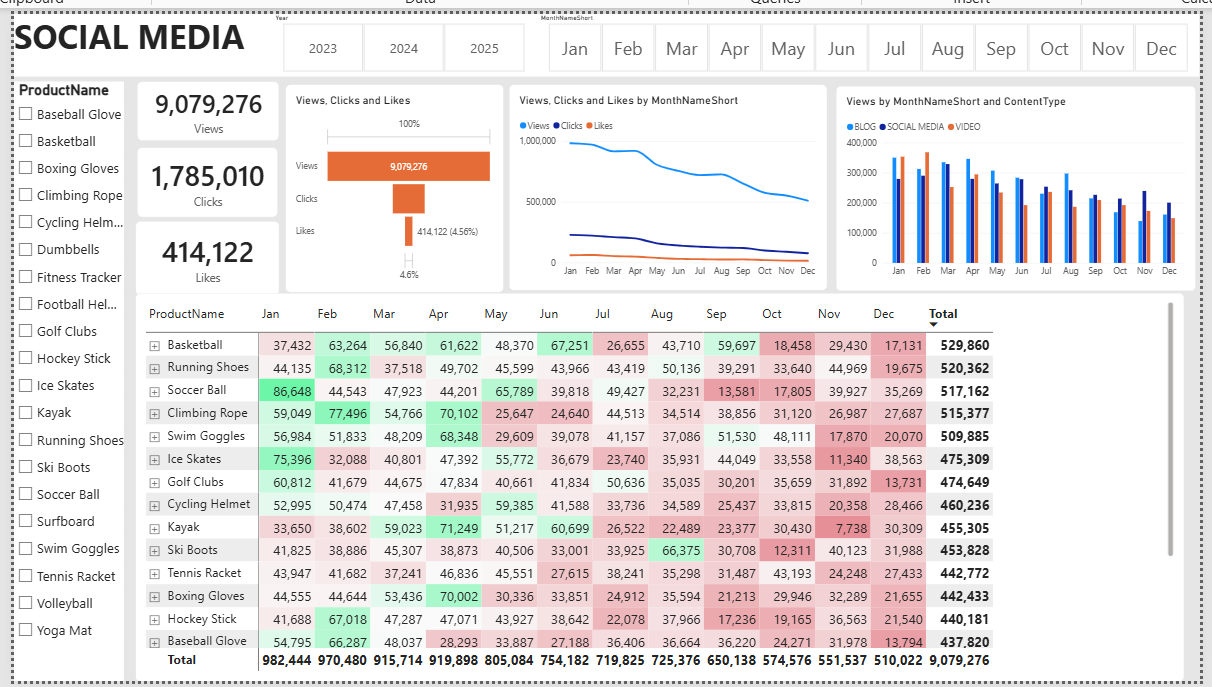 Clipboard Data Queries Insert
Year MonthNameShort
SOCIAL MEDIA
2023 2024 2025 Jan Feb Mar Apr May Jun Jul Aug Sep Oct Nov Dec
ProductName
Baseball Glove
Basketball
Boxing Gloves
Climbing Rope
Cycling Helm...
Dumbbells
Fitness Tracker
Football Hel...
Golf Clubs
Hockey Stick
Ice Skates
Kayak
Running Shoes
Ski Boots
Soccer Ball
Surfboard
Swim Goggles
Tennis Racket
Volleyball
Yoga Mat
9,079,276
Views
1,785,010
Clicks
414,122
Likes
Views, Clicks and Likes
100%
Views 9,079,276
Clicks
Likes 414,122 (4.56%)
4.6%
Views, Clicks and Likes by MonthNameShort
Views Clicks Likes
1,000,000
500,000
0
Jan Feb Mar Apr May Jun Jul Aug Sep Oct Nov Dec
Views by MonthNameShort and ContentType
BLOG SOCIAL MEDIA VIDEO
400,000
300,000
200,000
100,000
0
Jan Feb Mar Apr May Jun Jul Aug Sep Oct Nov Dec
ProductName Jan Feb Mar Apr May Jun Jul Aug Sep Oct Nov Dec Total
Basketball 37,432 63,264 56,840 61,622 48,370 67,251 26,655 43,710 59,697 18,458 29,430 17,131 529,860
Running Shoes 44,135 68,312 37,518 49,702 45,599 43,966 43,419 50,136 39,291 33,640 44,969 19,675 520,362
Soccer Ball 86,648 44,543 47,923 44,201 65,789 39,818 49,427 32,231 13,581 17,805 39,927 35,269 517,162
Climbing Rope 59,049 77,496 54,766 70,102 25,647 24,640 44,513 34,514 38,856 31,120 26,987 27,687 515,377
Swim Goggles 56,984 51,833 48,209 68,348 29,609 39,078 41,157 37,086 51,530 48,111 17,870 20,070 509,885
Ice Skates 75,396 32,088 40,801 47,392 55,772 36,679 23,740 35,931 44,049 33,558 11,340 38,563 475,309
Golf Clubs 60,812 41,679 44,675 47,834 40,661 41,834 50,636 35,035 30,201 35,659 31,892 13,731 474,649
Cycling Helmet 52,995 50,474 47,458 31,935 59,385 41,588 33,736 34,589 25,437 33,815 20,358 28,466 460,236
Kayak 33,650 38,602 59,023 71,249 51,217 60,699 26,522 22,489 23,377 30,430 7,738 30,309 455,305
Ski Boots 41,825 38,886 45,307 38,873 40,506 33,001 33,925 66,375 30,708 12,311 40,123 31,988 453,828
Tennis Racket 43,947 41,682 37,241 46,836 45,551 27,615 38,241 35,298 31,487 43,193 24,248 27,433 442,772
Boxing Gloves 44,555 44,644 53,436 70,002 30,336 33,851 24,912 35,594 21,213 29,946 32,289 21,655 442,433
Hockey Stick 41,688 67,018 47,287 47,071 43,927 38,642 22,078 37,966 17,236 19,165 36,563 21,540 440,181
Baseball Glove 54,795 66,287 48,037 28,293 33,887 27,188 36,406 36,664 36,220 24,271 31,978 13,794 437,820
Total 982,444 970,480 915,714 919,898 805,084 754,182 719,825 725,376 650,138 574,576 551,537 510,022 9,079,276